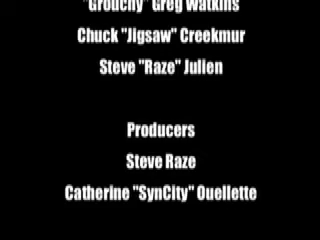 "Grouchy" Greg Watkins
Chuck "Jigsaw" Creekmur
Steve "Raze" Julien
Producers
Steve Raze
Catherine "SynCity" Ouellette